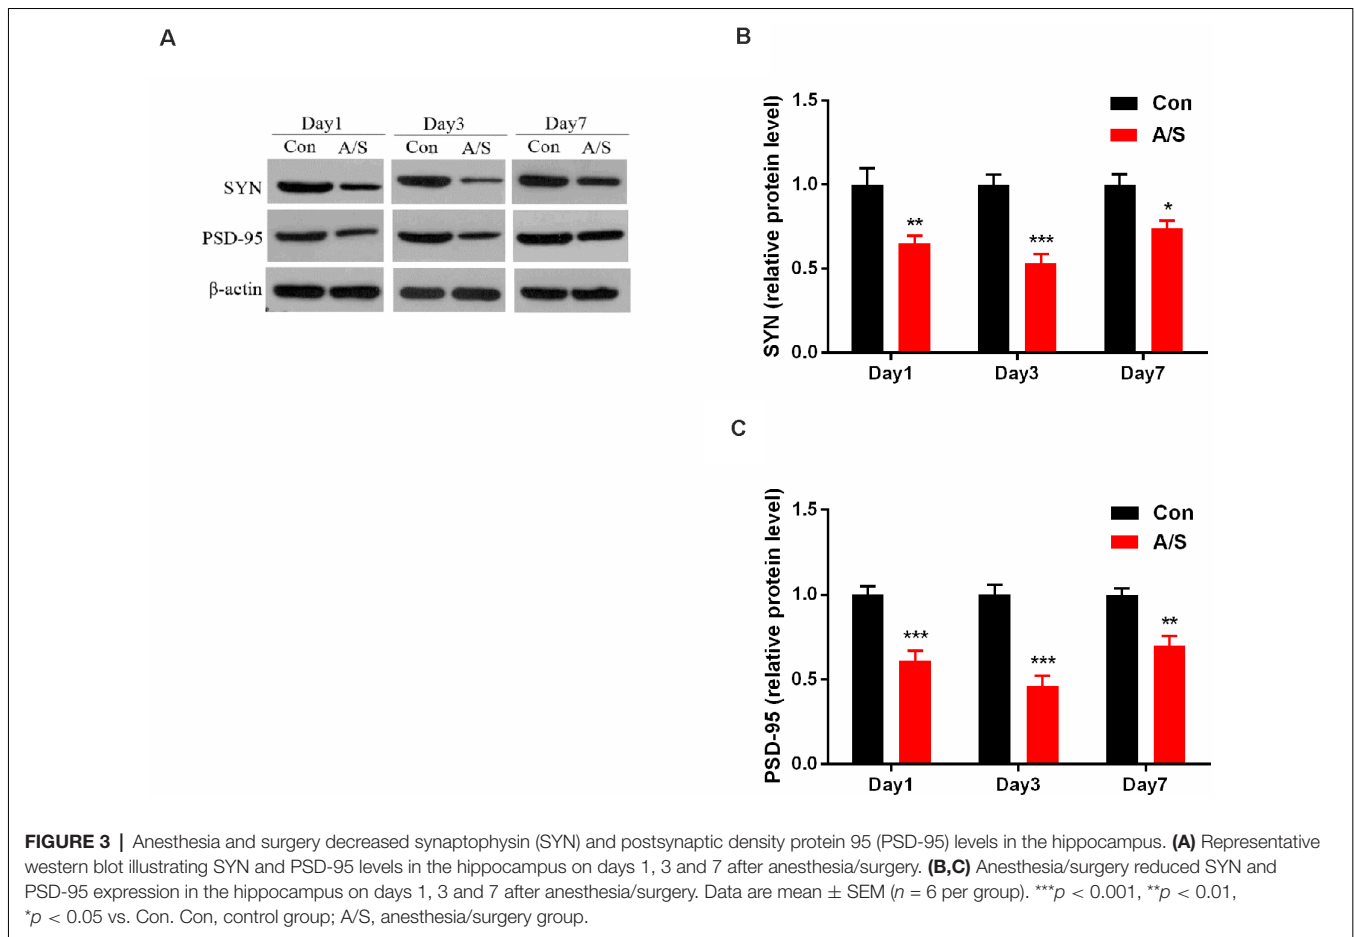 A
Day1 Day3 Day7
Con A/S Con A/S Con A/S
SYN
PSD-95
β-actin
B
SYN (relative protein level)
1.5
1.0
0.5
0.0
Con
A/S
** *** *
Day1 Day3 Day7
C
PSD-95 (relative protein level)
1.5
1.0
0.5
0.0
Con
A/S
*** *** **
Day1 Day3 Day7
FIGURE 3 | Anesthesia and surgery decreased synaptophysin (SYN) and postsynaptic density protein 95 (PSD-95) levels in the hippocampus. (A) Representative
western blot illustrating SYN and PSD-95 levels in the hippocampus on days 1, 3 and 7 after anesthesia/surgery. (B,C) Anesthesia/surgery reduced SYN and
PSD-95 expression in the hippocampus on days 1, 3 and 7 after anesthesia/surgery. Data are mean ± SEM (n = 6 per group). ***p < 0.001, **p < 0.01,
*p < 0.05 vs. Con. Con, control group; A/S, anesthesia/surgery group.